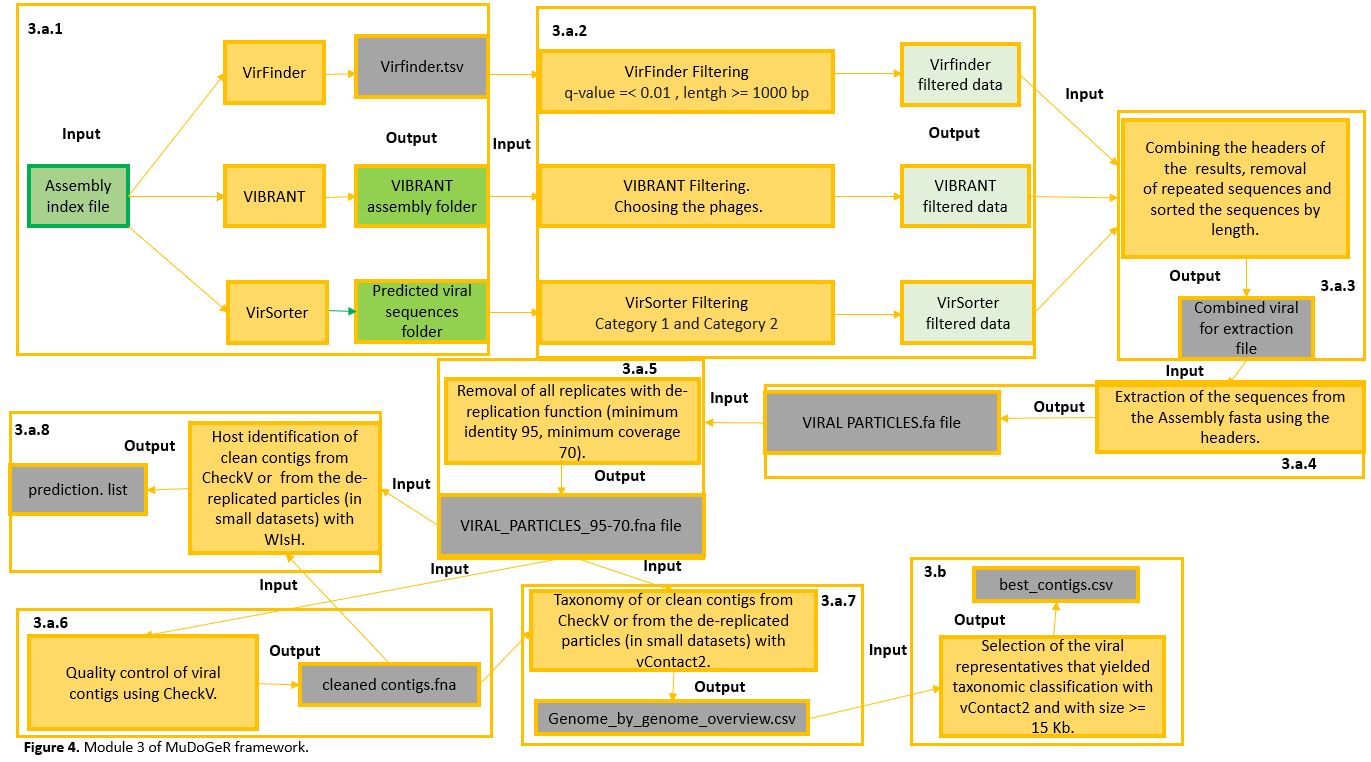 3.a.1
Input
Assembly
index file
VirFinder
Virfinder.tsv
Output
VIBRANT
VIBRANT
assembly folder
VirSorter
Predicted viral
sequences
folder
Input
3.a.2
VirFinder Filtering
q-value =< 0.01 , lentgh >= 1000 bp
Virfinder
filtered data
Output
VIBRANT Filtering.
Choosing the phages.
VIBRANT
filtered data
VirSorter Filtering
Category 1 and Category 2
VirSorter
filtered data
Input
Combining the headers of
the results, removal
of repeated sequences and
sorted the sequences by
length.
Output
3.a.3
Combined viral
for extraction
file
Input
Extraction of the sequences from
the Assembly fasta using the
headers.
Output
VIRAL PARTICLES.fa file
3.a.4
Input
3.a.5
Removal of all replicates with de-
replication function (minimum
identity 95, minimum coverage
70).
Output
VIRAL_PARTICLES_95-70.fna file
Input
3.a.8
Output
Host identification of
clean contigs from
CheckV or from the de-
replicated particles (in
small datasets) with
WIsH.
prediction. list
Input
Input
Input
3.a.6
Quality control of viral
contigs using CheckV.
Output
cleaned contigs.fna
3.a.7
Taxonomy of or clean contigs from
CheckV or from the de-replicated
particles (in small datasets) with
vContact2.
Output
Genome_by_genome_overview.csv
Input
3.b
best_contigs.csv
Output
Selection of the viral
representatives that yielded
taxonomic classification with
vContact2 and with size >=
15 Kb.
Figure 4. Module 3 of MuDoGeR framework.